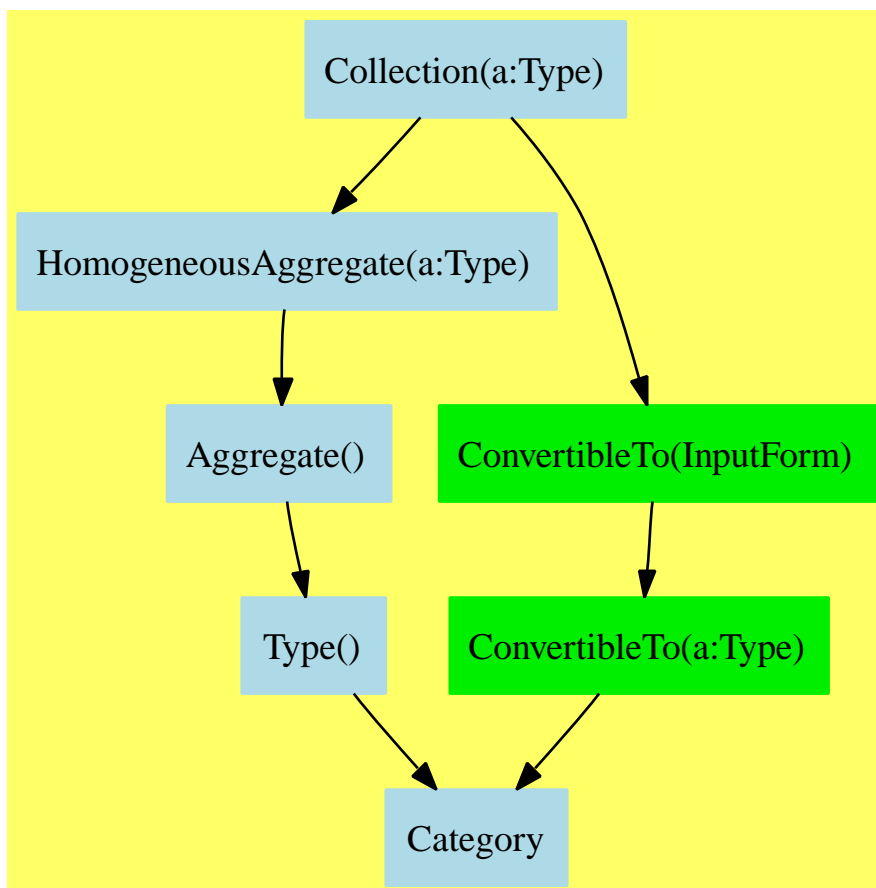 Collection(a:Type)
HomogeneousAggregate(a:Type)
Aggregate()
ConvertibleTo(InputForm)
Type()
ConvertibleTo(a:Type)
Category